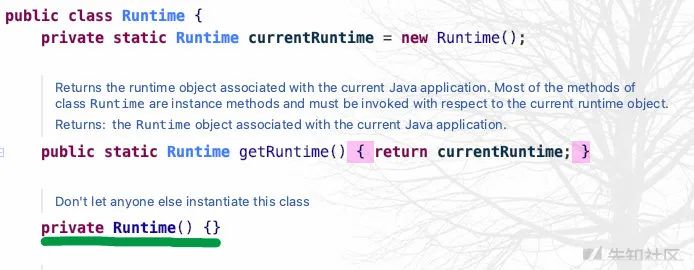 public class Runtime {
private static Runtime currentRuntime = new Runtime();
Returns the runtime object associated with the current Java application. Most of the methods of
class Runtime are instance methods and must be invoked with respect to the current runtime object.
Returns: the Runtime object associated with the current Java application.
public static Runtime getRuntime() { return currentRuntime; }
Don't let anyone else instantiate this class
private Runtime() {}
先知社区